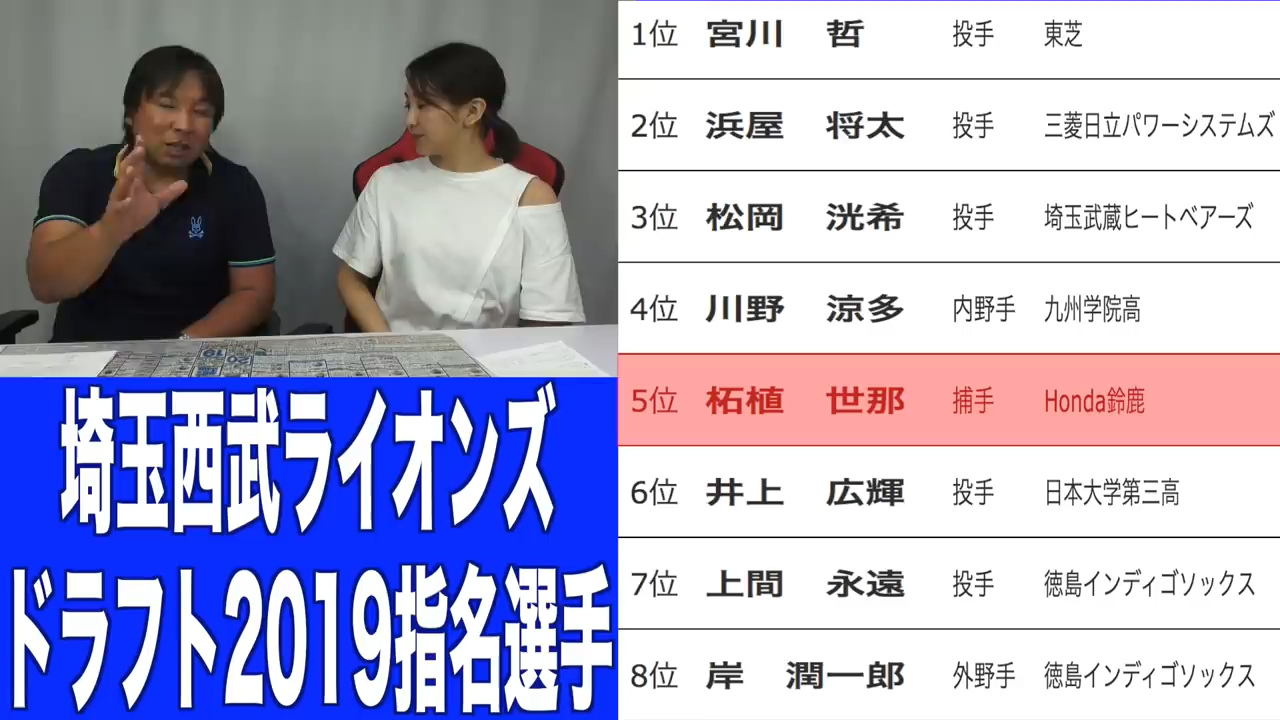 1位 宮川 哲 投手 東芝
2位 浜屋 将太 投手 三菱日立パワーシステムズ
3位 松岡 洸希 投手 埼玉武蔵ヒートベアーズ
4位 川野 涼多 内野手 九州学院高
5位 柘植 世那 捕手 Honda鈴鹿
6位 井上 広輝 投手 日本大学第三高
7位 上間 永遠 投手 徳島インディゴソックス
8位 岸 潤一郎 外野手 徳島インディゴソックス
埼玉西武ライオンズ
ドラフト2019指名選手